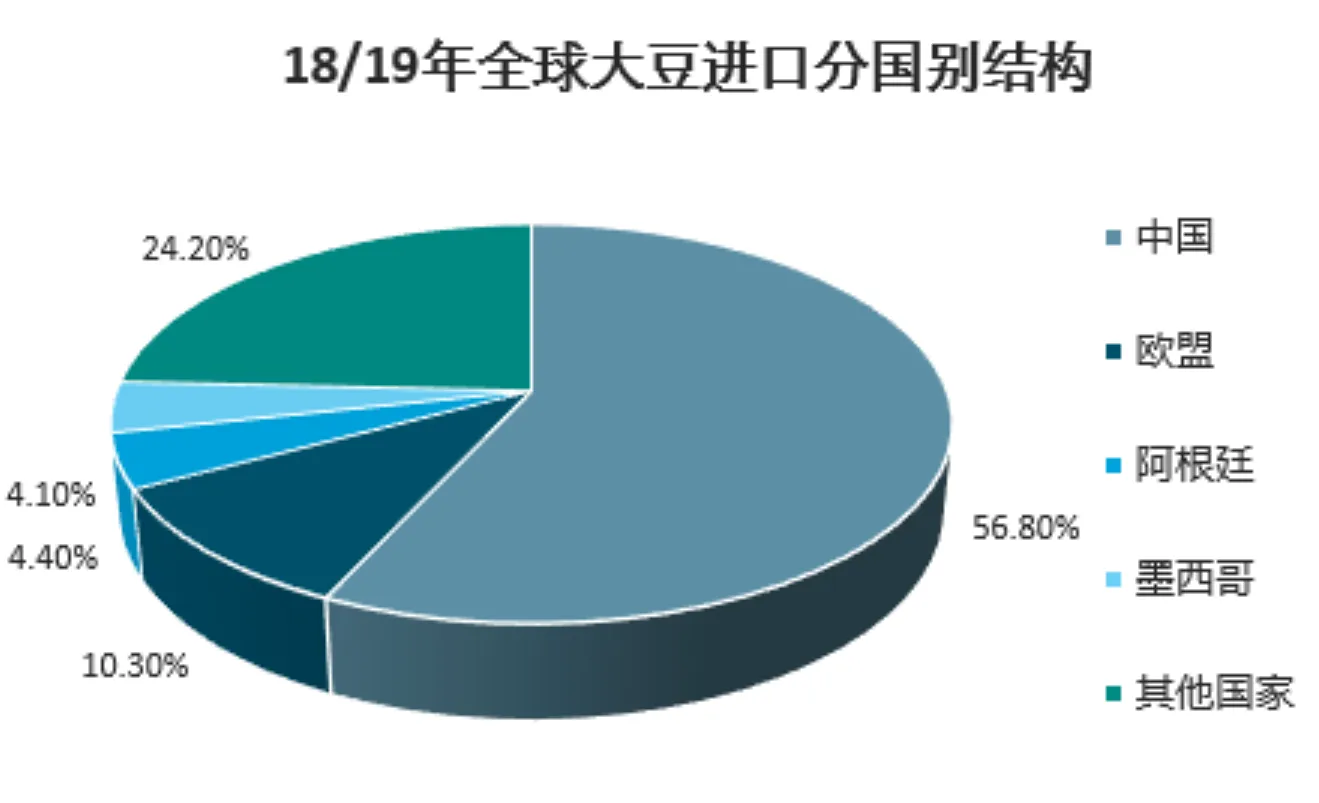 18/19年全球大豆进口分国别结构
24.20%
4.10%
4.40%
10.30%
56.80%
中国
欧盟
阿根廷
墨西哥
其他国家